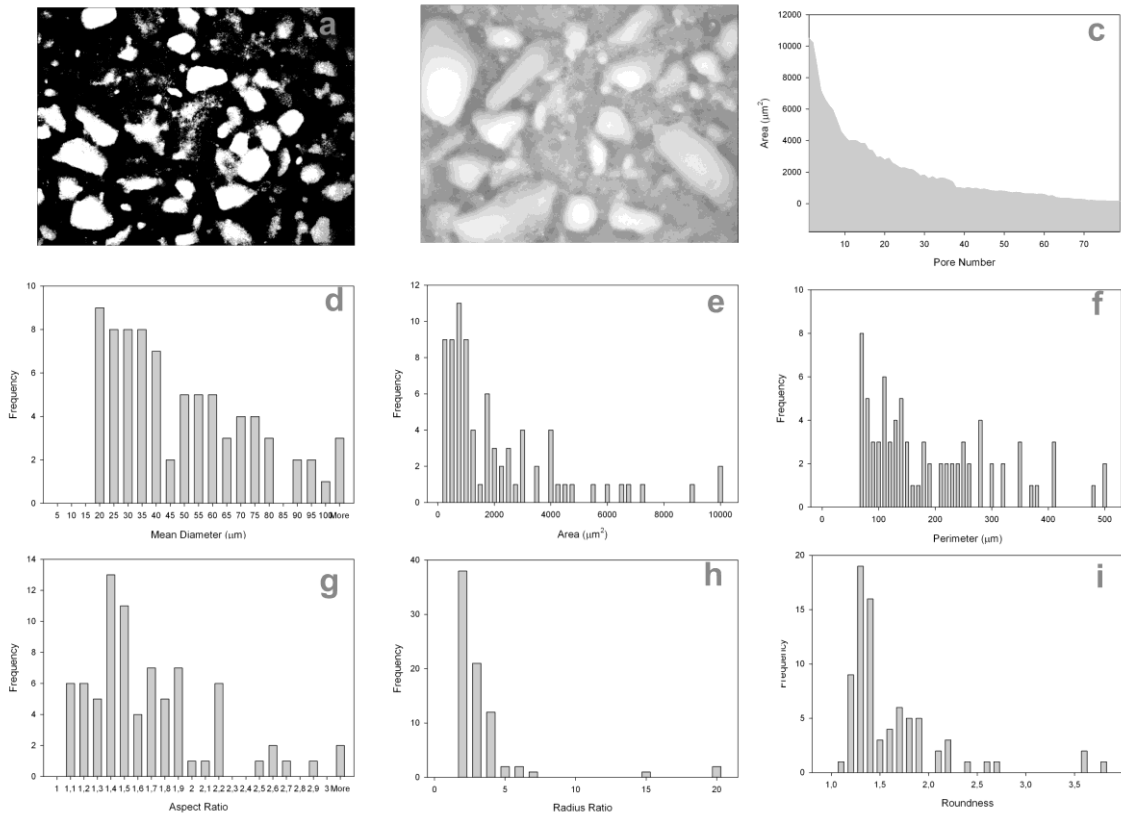 a
c
12000
10000
8000
6000
4000
2000
0
Area (μm²)
10 20 30 40 50 60 70
Pore Number
d
10
8
6
4
2
0
Frequency
5 10 15 20 25 30 35 40 45 50 55 60 65 70 75 80 85 90 95 100 More
Mean Diameter (μm)
e
12
10
8
6
4
2
0
Frequency
0 2000 4000 6000 8000 10000
Area (μm²)
f
10
8
6
4
2
0
Frequency
0 100 200 300 400 500
Perimeter (μm)
g
14
12
10
8
6
4
2
0
Frequency
1 1,1 1,2 1,3 1,4 1,5 1,6 1,7 1,8 1,9 2 2,1 2,2 2,3 2,4 2,5 2,6 2,7 2,8 2,9 3 More
Aspect Ratio
h
40
30
20
10
0
Frequency
0 5 10 15 20
Radius Ratio
i
20
15
10
5
0
Frequency
1,0 1,5 2,0 2,5 3,0 3,5
Roundness